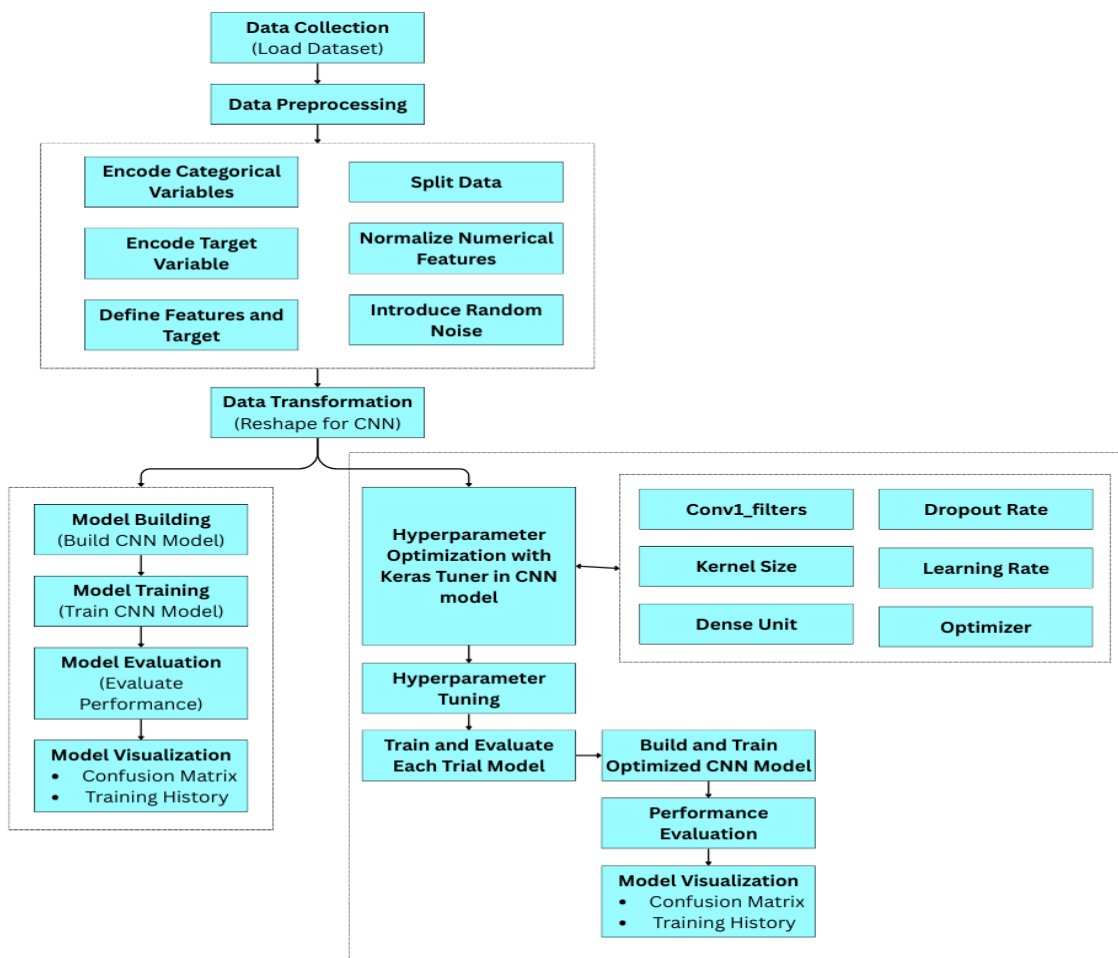 Data Collection
(Load Dataset)
Data Preprocessing
Encode Categorical
Variables
Split Data
Encode Target
Variable
Normalize Numerical
Features
Define Features and
Target
Introduce Random
Noise
Data Transformation
(Reshape for CNN)
Model Building
(Build CNN Model)
Model Training
(Train CNN Model)
Model Evaluation
(Evaluate
Performance)
Model Visualization
• Confusion Matrix
• Training History
Hyperparameter
Optimization with
Keras Tuner in CNN
model
Conv1_filters
Dropout Rate
Kernel Size
Learning Rate
Dense Unit
Optimizer
Hyperparameter
Tuning
Train and Evaluate
Each Trial Model
Build and Train
Optimized CNN Model
Performance
Evaluation
Model Visualization
• Confusion Matrix
• Training History